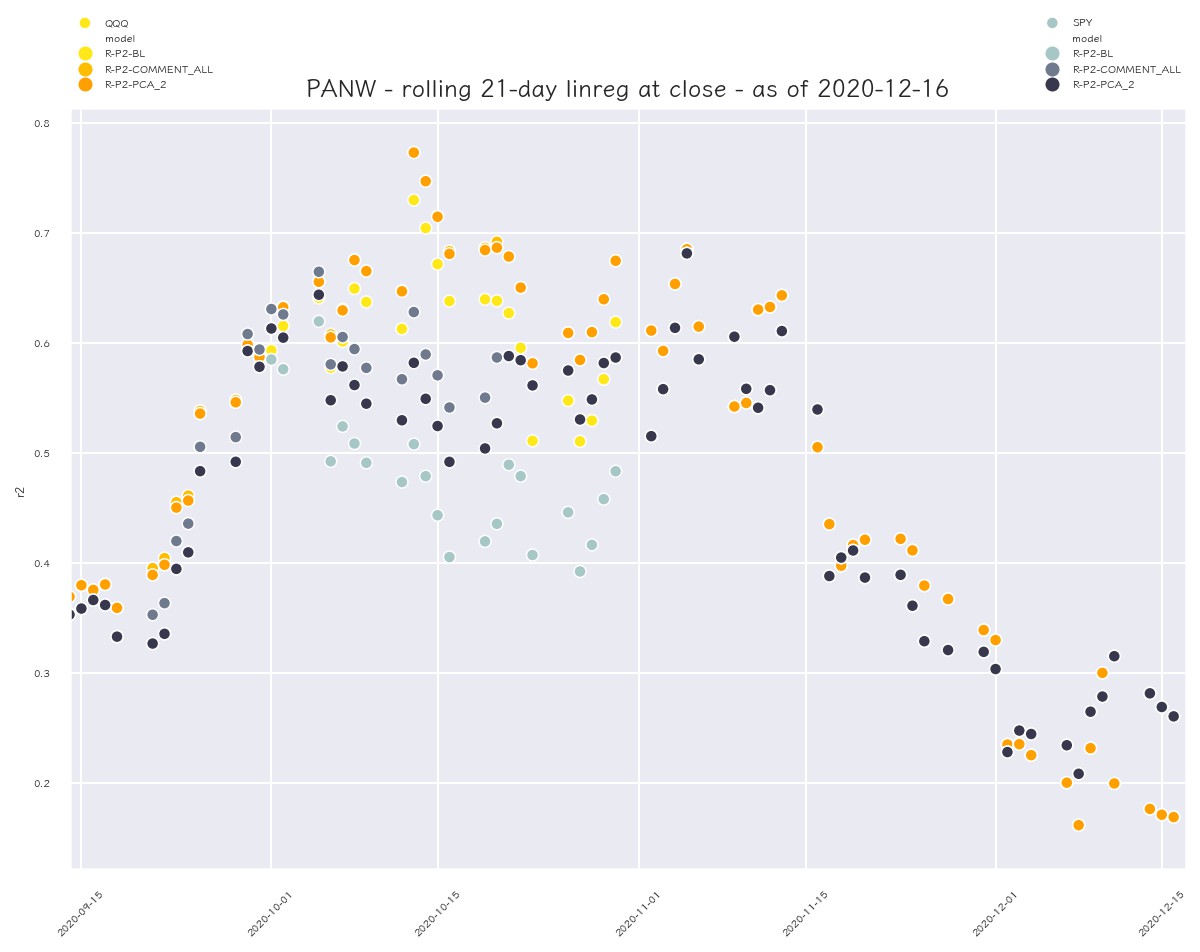 QQQ
model
R-P2-BL
R-P2-COMMENT_ALL
R-P2-PCA_2
SPY
model
R-P2-BL
R-P2-COMMENT_ALL
R-P2-PCA_2
PANW - rolling 21-day linreg at close - as of 2020-12-16
0.8
0.7
0.6
0.5
0.4
0.3
0.2
r2
2020-09-15
2020-10-01
2020-10-15
2020-11-01
2020-11-15
2020-12-01
2020-12-15